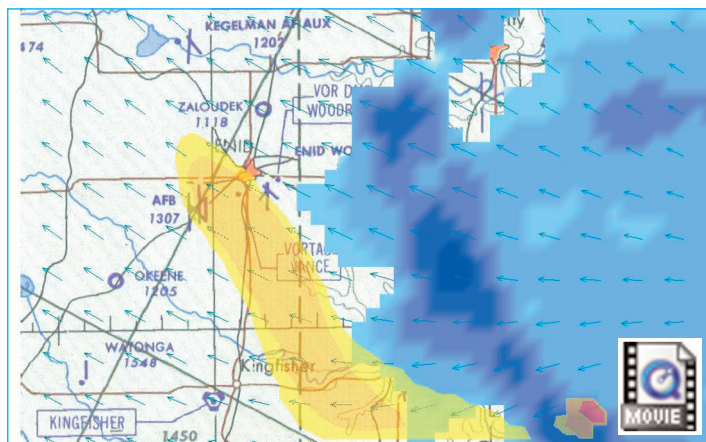 KEGELMAN AF AUX
1202
474
ZALOUDEK
1118
VOR
WOODR
ENID
ENID WO
AFB
1307
VORTAC
VANCE
OKEENE
1205
WATONGA
1548
Kingfisher
KINGFISHER
1450
MOVIE